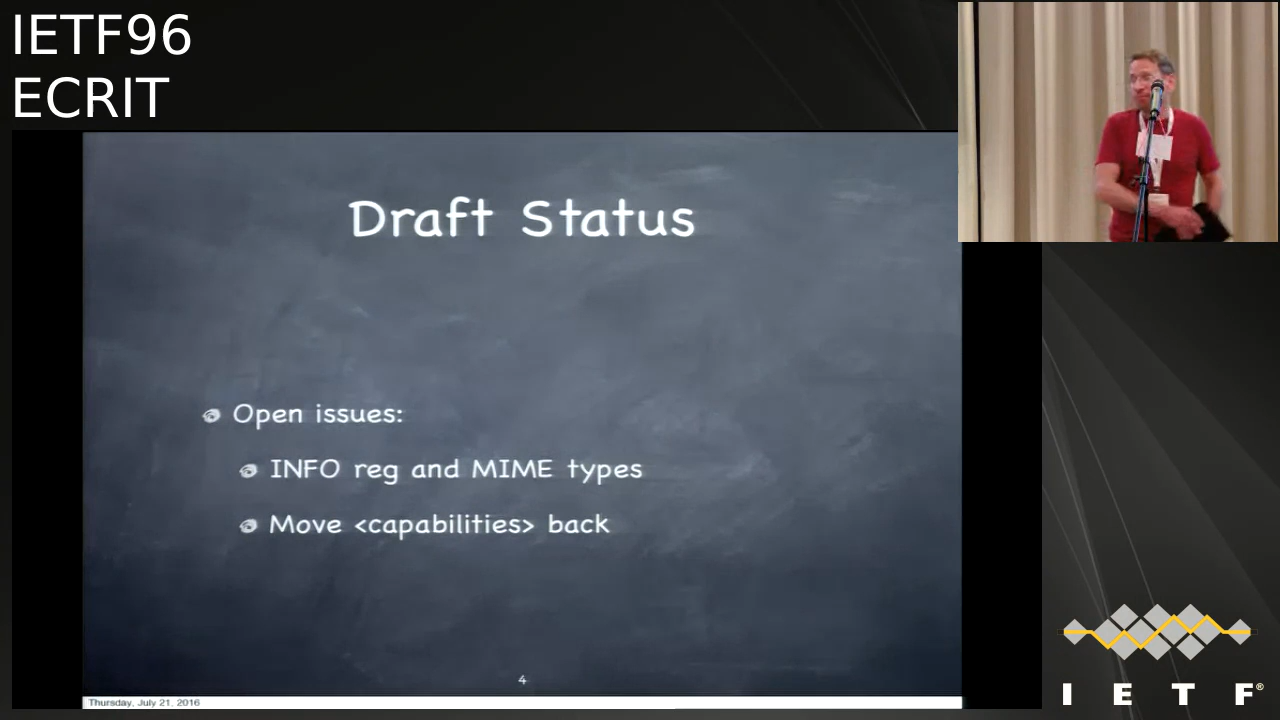 IETF96
ECRIT
Draft Status
Open issues:
INFO reg and MIME types
Move <capabilities> back
4
Thursday, July 21, 2016
I E T F®